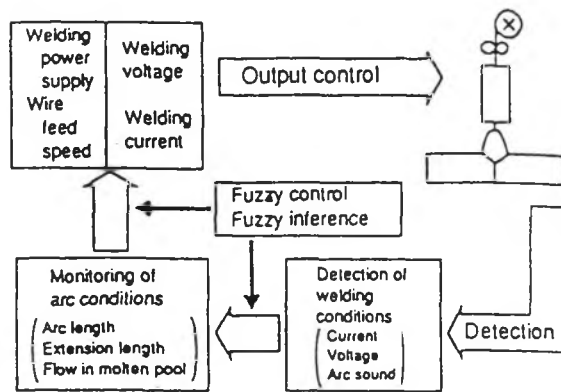 Welding
power
supply
Wire
feed
speed
Welding
voltage
Welding
current
Output control
Fuzzy control
Fuzzy inference
Monitoring of
arc conditions
Arc length
Extension length
Flow in molten pool
Detection of
welding
conditions
Current
Voltage
Arc sound
Detection